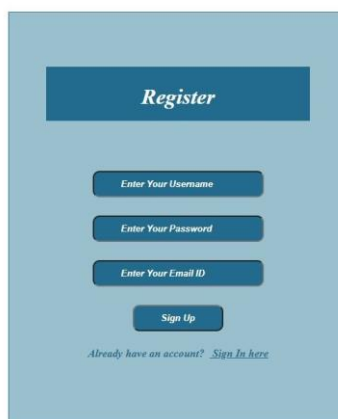 Register
Enter Your Username
Enter Your Password
Enter Your Email ID
Sign Up
Already have an account? Sign In here